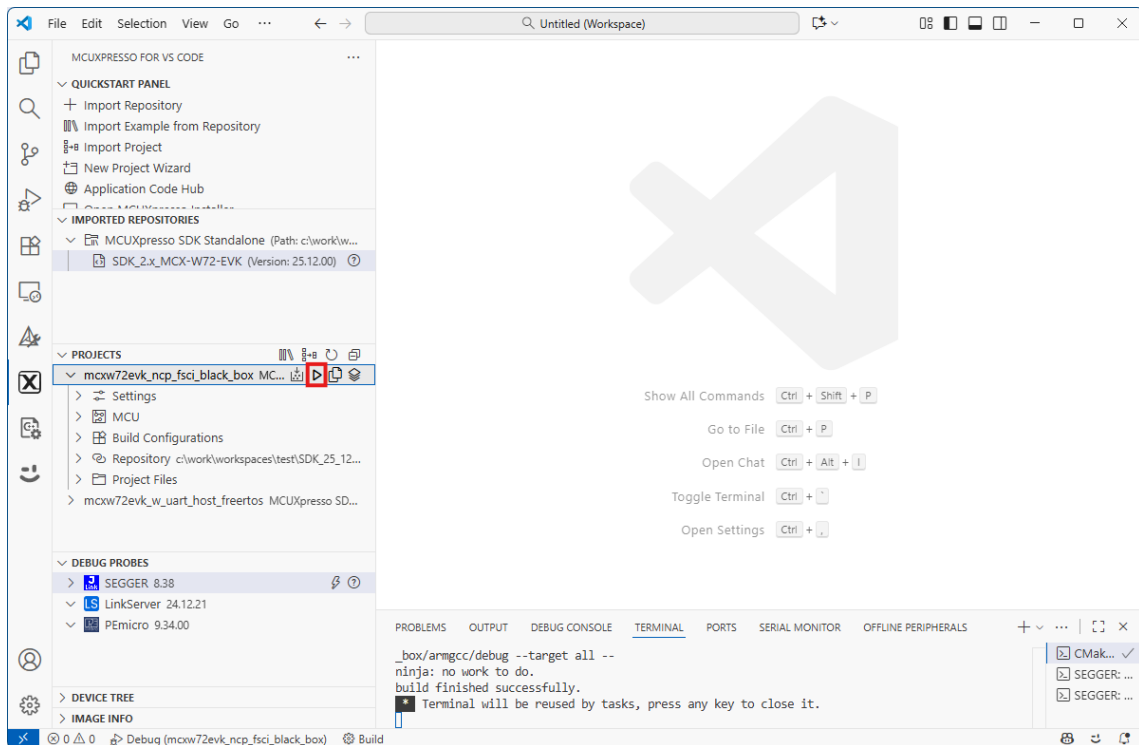 File Edit Selection View Go ··· Untitled (Workspace)
MCUXPRESSO FOR VS CODE
QUICKSTART PANEL
Import Repository
Import Example from Repository
Import Project
New Project Wizard
Application Code Hub
Open MCUXpresso Installer
IMPORTED REPOSITORIES
MCUXpresso SDK Standalone (Path: c:\work\w...
SDK_2.x_MCX-W72-EVK (Version: 25.12.00)
PROJECTS
mcxw72evk_ncp_fsci_black_box MC...
Settings
MCU
Build Configurations
Repository c:\work\workspaces\test\SDK_25_12...
Project Files
mcxw72evk_w_uart_host_freertos MCUXpresso SD...
DEBUG PROBES
SEGGER 8.38
LS LinkServer 24.12.21
PEmicro 9.34.00
DEVICE TREE
IMAGE INFO
Show All Commands Ctrl + Shift + P
Go to File Ctrl + P
Open Chat Ctrl + Alt + I
Toggle Terminal Ctrl + `
Open Settings Ctrl + ,
PROBLEMS OUTPUT DEBUG CONSOLE TERMINAL PORTS SERIAL MONITOR OFFLINE PERIPHERALS
_box/armgcc/debug --target all --
ninja: no work to do.
build finished successfully.
* Terminal will be reused by tasks, press any key to close it.
CMak...
SEGGER: ...
SEGGER: ...
0 0 Debug (mcxw72evk_ncp_fsci_black_box) Build